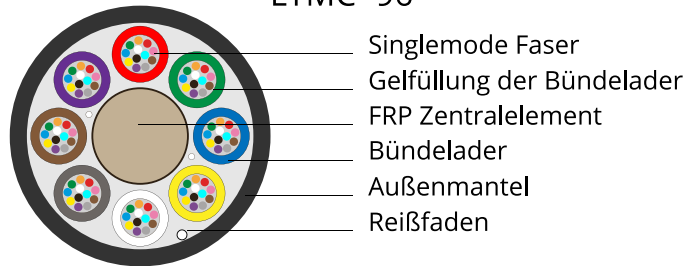 Singlemode Faser
Gelfüllung der Bündelader
FRP Zentralelement
Bündelader
Außenmantel
Reißfaden